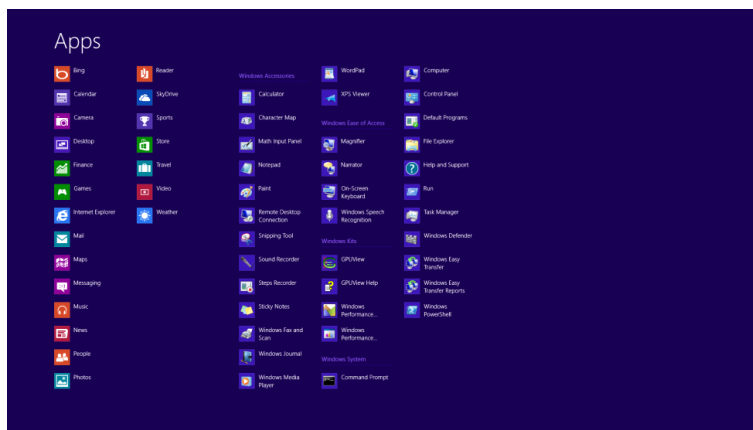 Apps
Bing
Calendar
Camera
Desktop
Finance
Games
Internet Explorer
Mail
Maps
Messaging
Music
News
People
Photos
Reader
SkyDrive
Sports
Store
Travel
Video
Weather
Windows Accessories
Calculator
Character Map
Math Input Panel
Notepad
Paint
Remote Desktop
Connection
Snipping Tool
Sound Recorder
Steps Recorder
Sticky Notes
Windows Fax and
Scan
Windows Journal
Windows Media
Player
WordPad
XPS Viewer
Windows Ease of Access
Magnifier
Narrator
On-Screen
Keyboard
Windows Speech
Recognition
Windows Kits
GPUView
GPUView Help
Windows
Performance...
Windows
Performance...
Windows System
Command Prompt
Computer
Control Panel
Default Programs
File Explorer
Help and Support
Run
Task Manager
Windows Defender
Windows Easy
Transfer
Windows Easy
Transfer Reports
Windows
PowerShell